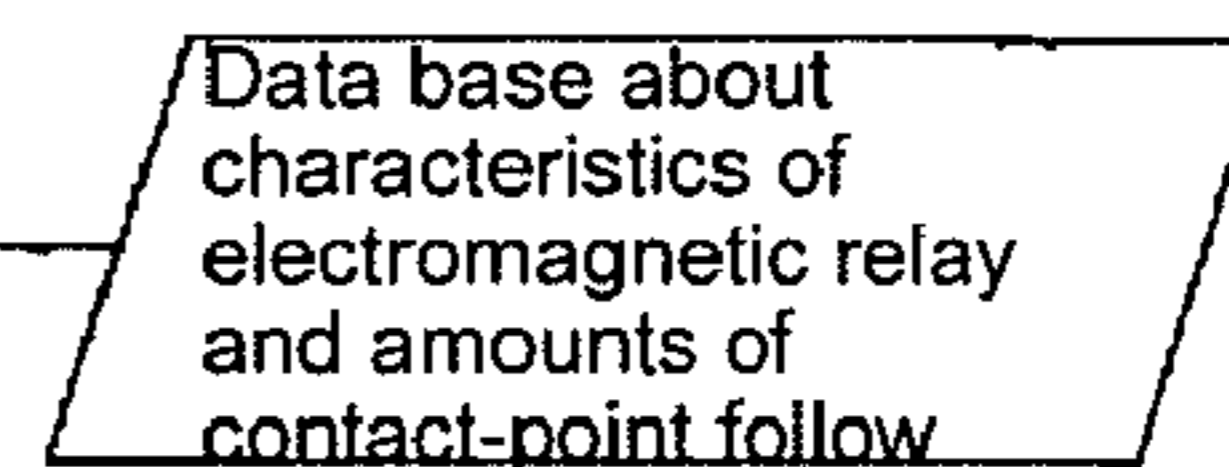 Data base about
characteristics of
electromagnetic relay
and amounts of
contact-point follow